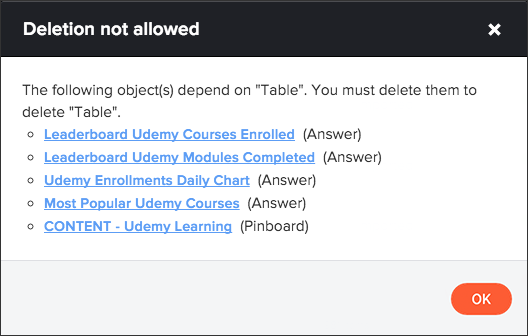 Deletion not allowed
The following object(s) depend on "Table". You must delete them to
delete "Table".
Leaderboard Udemy Courses Enrolled (Answer)
Leaderboard Udemy Modules Completed (Answer)
Udemy Enrollments Daily Chart (Answer)
Most Popular Udemy Courses (Answer)
CONTENT - Udemy Learning (Pinboard)
OK